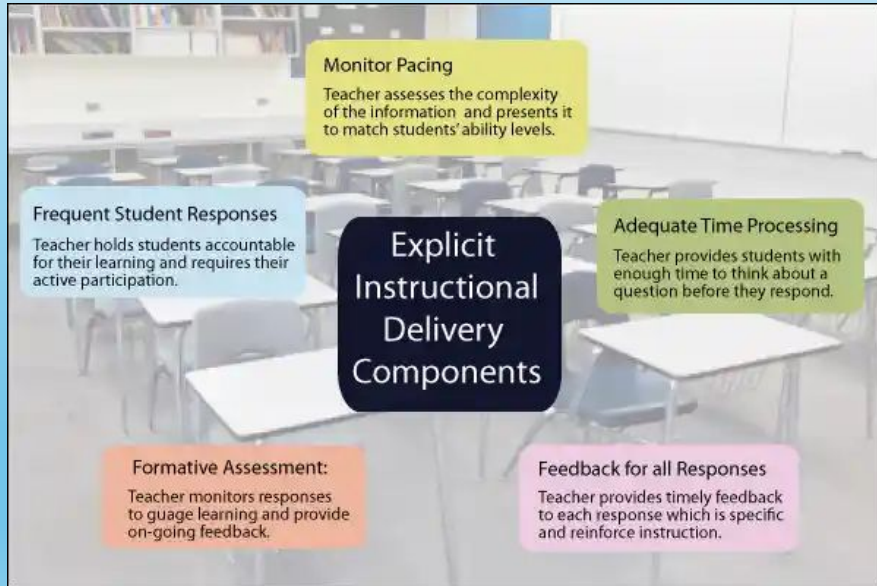 Monitor Pacing
Teacher assesses the complexity
of the information and presents it
to match students' ability levels.
Frequent Student Responses
Teacher holds students accountable
for their learning and requires their
active participation.
Explicit
Instructional
Delivery
Components
Adequate Time Processing
Teacher provides students with
enough time to think about a
question before they respond.
Formative Assessment:
Teacher monitors responses
to guage learning and provide
on-going feedback.
Feedback for all Responses
Teacher provides timely feedback
to each response which is specific
and reinforce instruction.